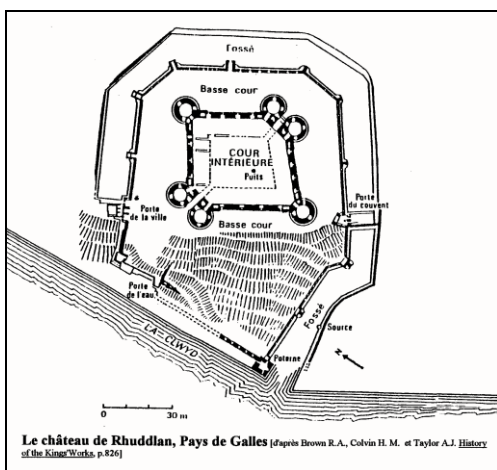 Fossé
Basse cour
COUR
INTÉRIEURE
Puits
Porte
de la ville
Porte
du couvent
Basse cour
Porte
de l'eau
Fossé
Source
LA CLWYD
Poterne
N
0 30 m
Le château de Rhuddlan, Pays de Galles [d'après Brown R.A., Colvin H. M. et Taylor A.J. History
of the Kings'Works, p.826]